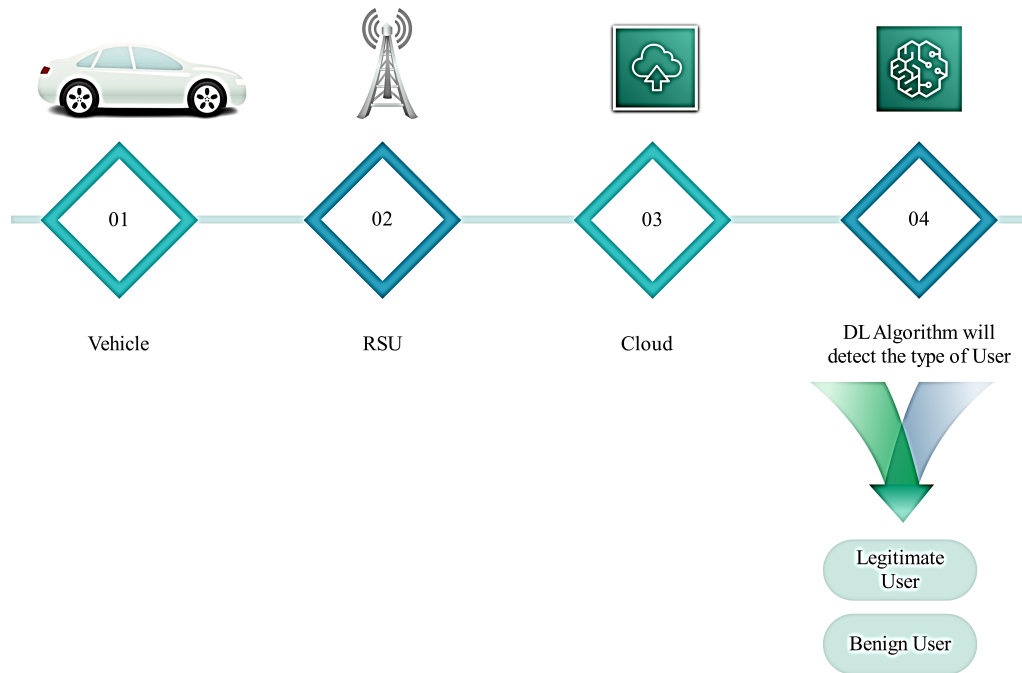 01
02
03
04
Vehicle
RSU
Cloud
DL Algorithm will
detect the type of User
Legitimate
User
Benign User